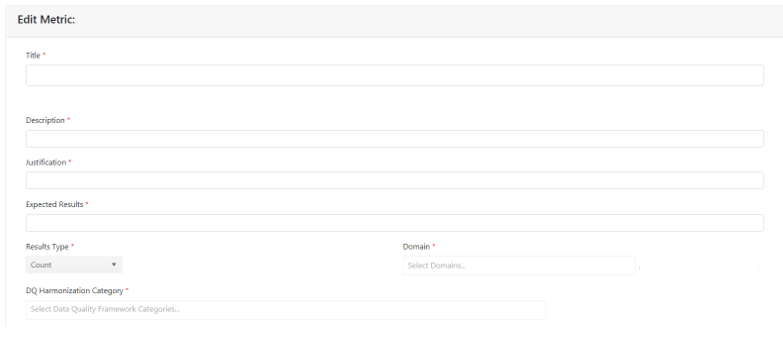 Edit Metric:
Title *
Description *
Justification *
Expected Results *
Results Type * Domain *
Count Select Domains...
DQ Harmonization Category *
Select Data Quality Framework Categories...